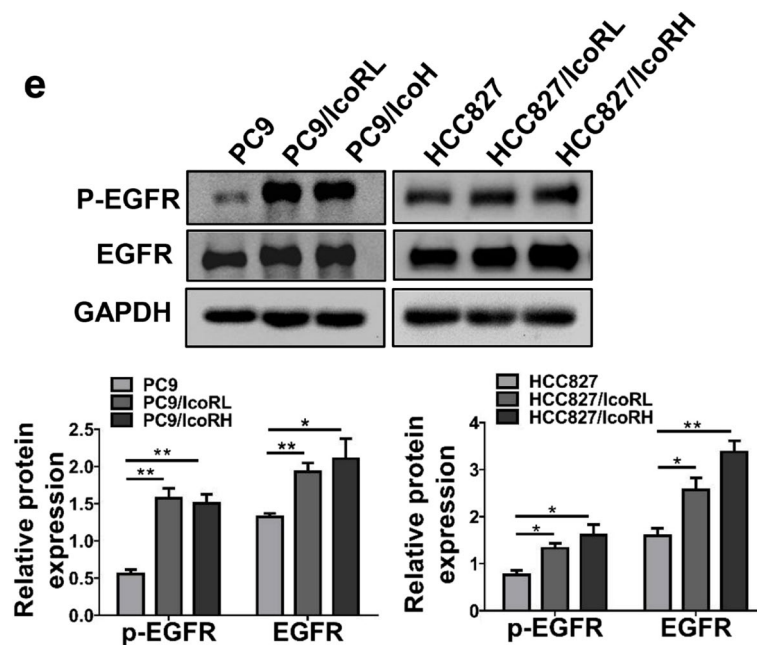 e
PC9
PC9/IcoRL
PC9/IcoH
HCC827
HCC827/IcoRL
HCC827/IcoRH
P-EGFR
EGFR
GAPDH
PC9
PC9/IcoRL
PC9/IcoRH
Relative protein
expression
2.5
2.0
1.5
1.0
0.5
0.0
**
**
**
*
p-EGFR
EGFR
HCC827
HCC827/IcoRL
HCC827/IcoRH
Relative protein
expression
4
3
2
1
0
*
*
*
**
p-EGFR
EGFR